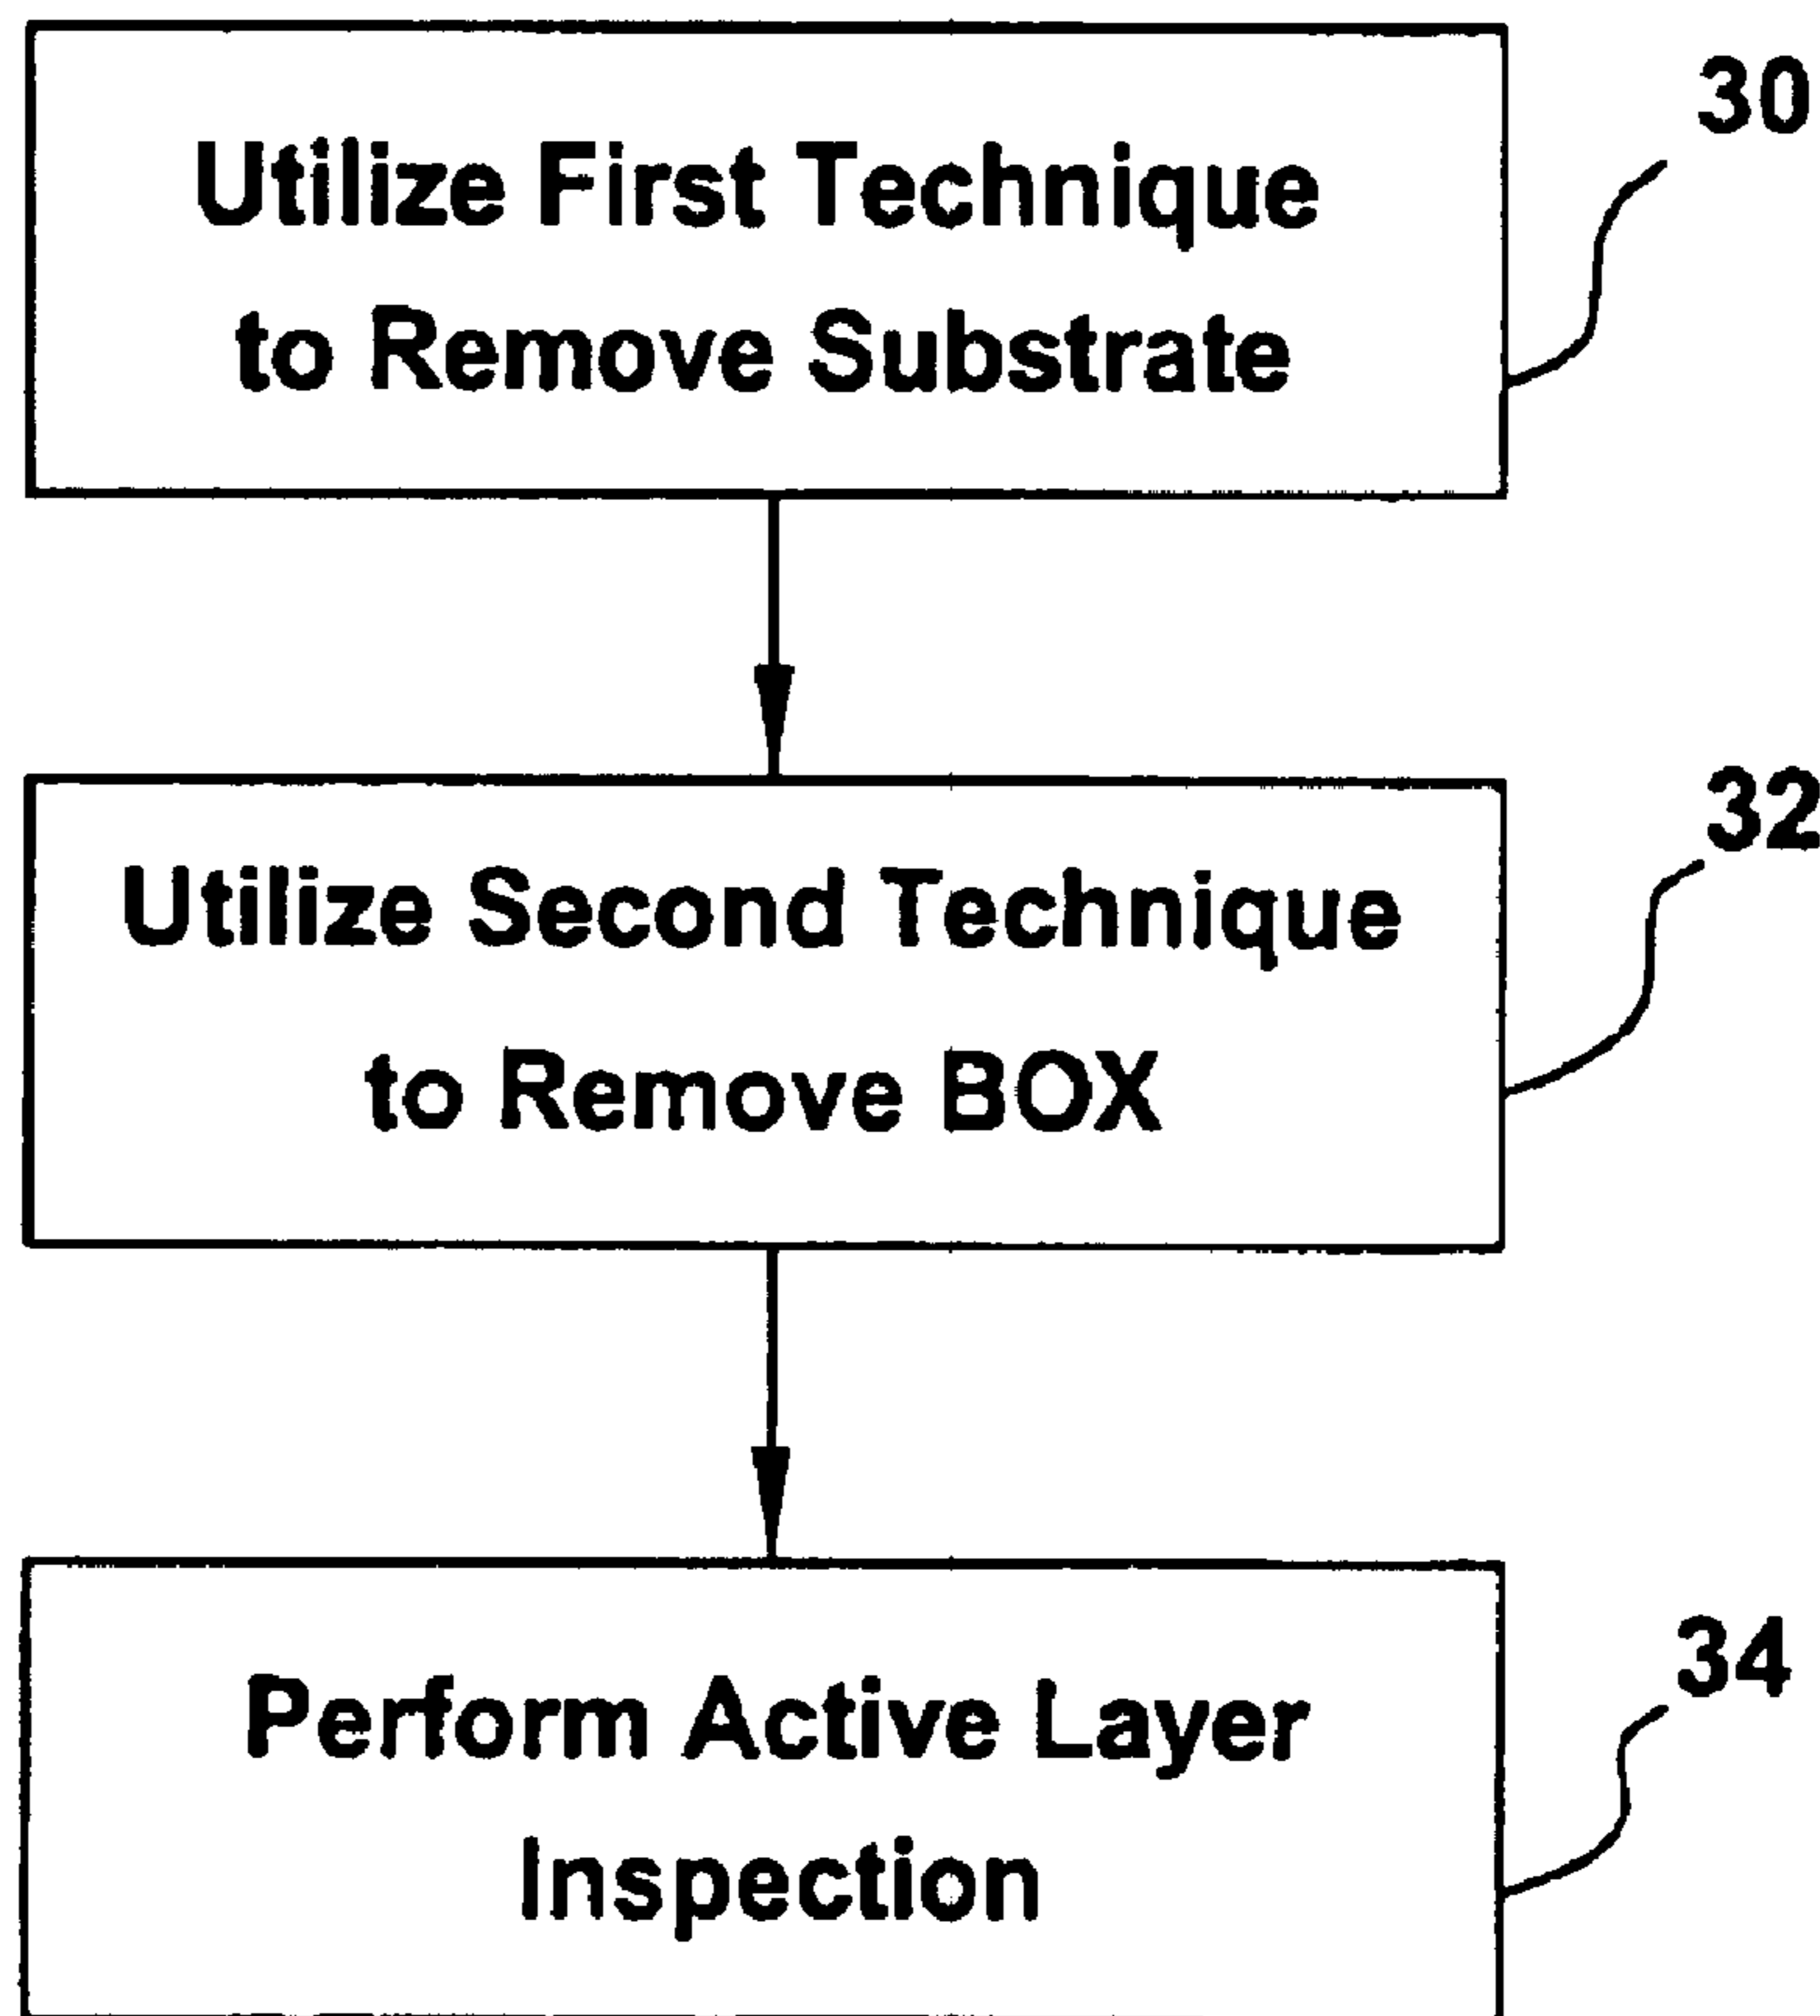 30
Utilize First Technique
to Remove Substrate
32
Utilize Second Technique
to Remove BOX
34
Perform Active Layer
Inspection